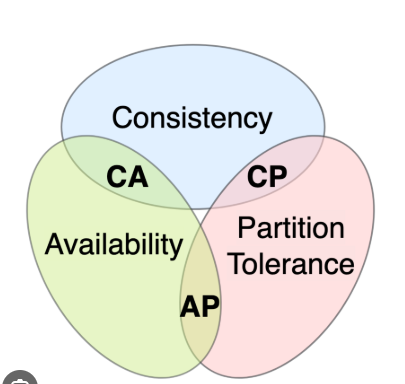 Consistency
CA
CP
Availability
Partition
Tolerance
AP